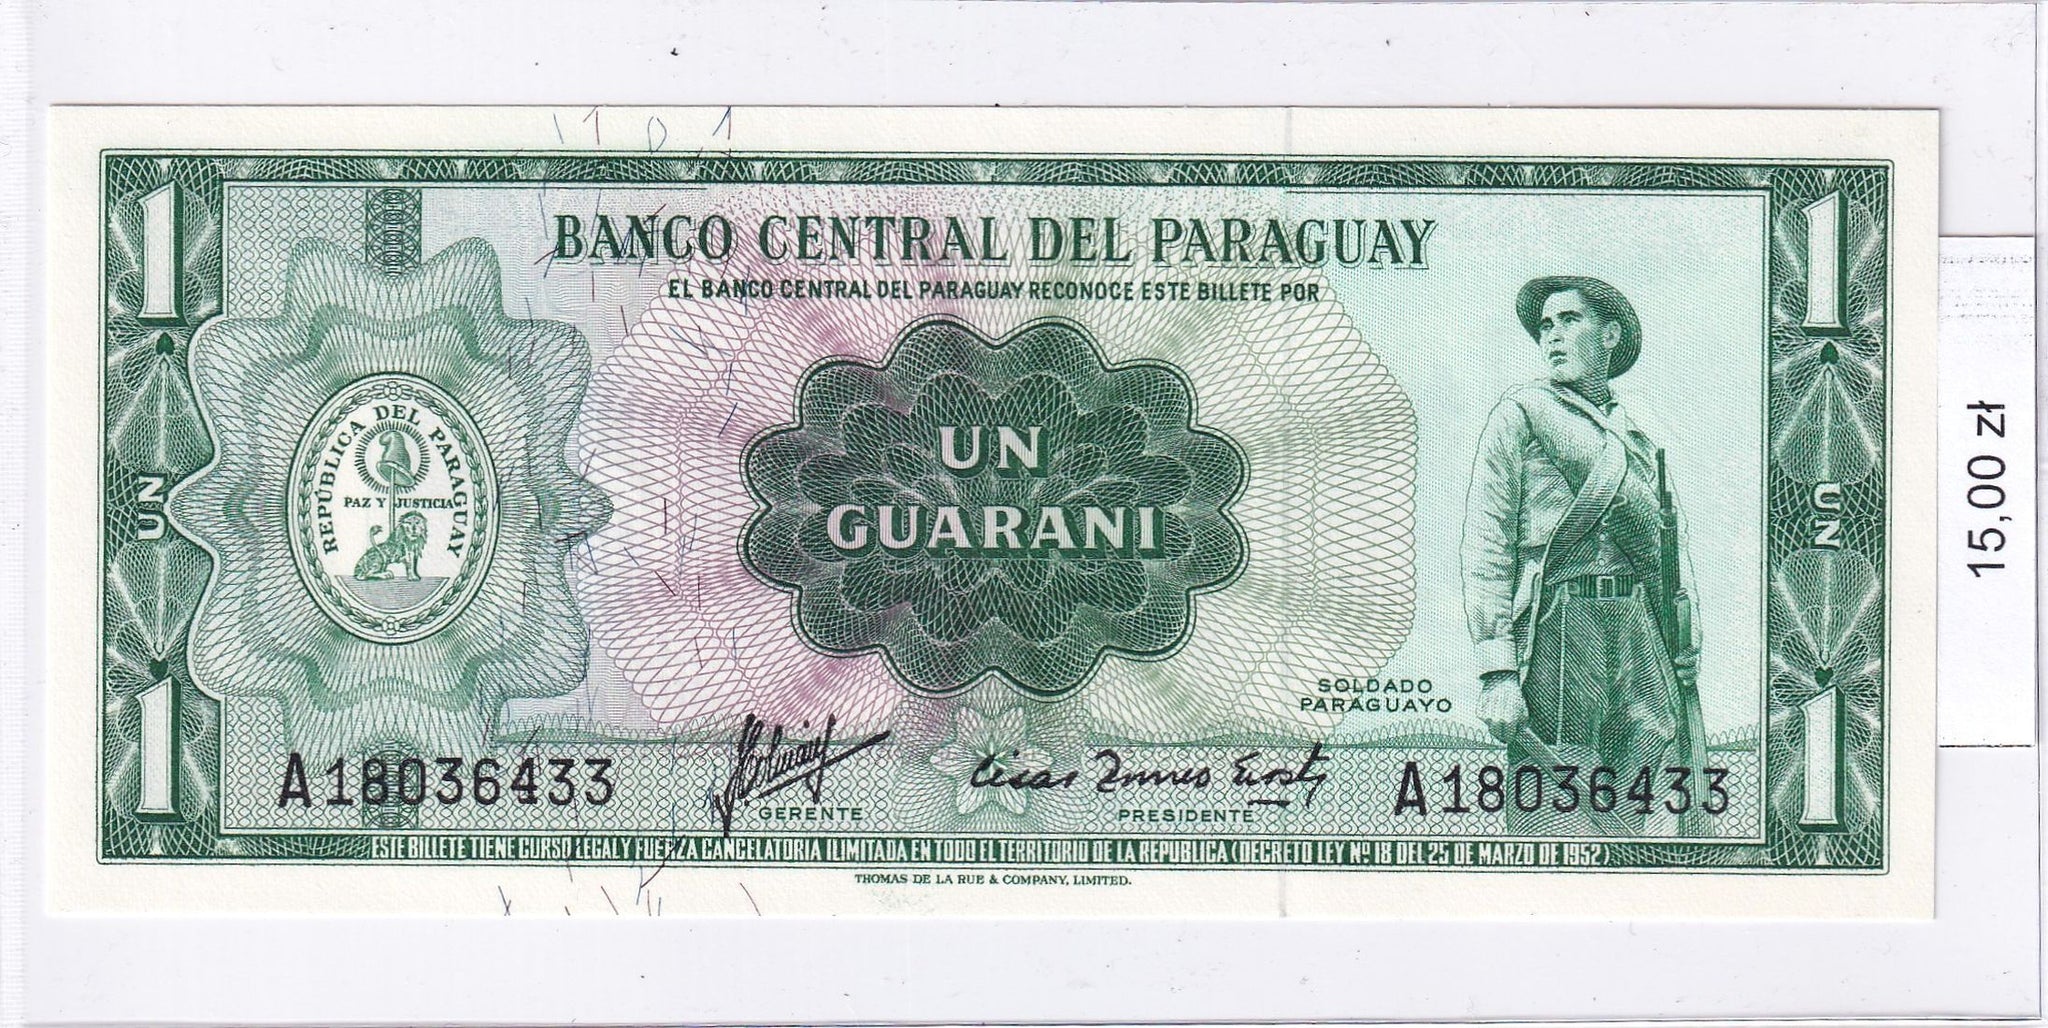 1
1
BANCO CENTRAL DEL PARAGUAY
EL BANCO CENTRAL DEL PARAGUAY RECONOCE ESTE BILLETE POR
REPÚBLICA DEL PARAGUAY
PAZ Y JUSTICIA
UN
UN
GUARANI
UN
15,00 zł
SOLDADO
PARAGUAYO
1
1
A18036433
A18036433
GERENTE
PRESIDENTE
ESTE BILLETE TIENE CURSO LEGAL Y FUERZA CANCELATORIA ILIMITADA EN TODO EL TERRITORIO DE LA REPUBLICA (DECRETO LEY Nº 18 DEL 25 DE MARZO DE 1952)
THOMAS DE LA RUE & COMPANY, LIMITED.